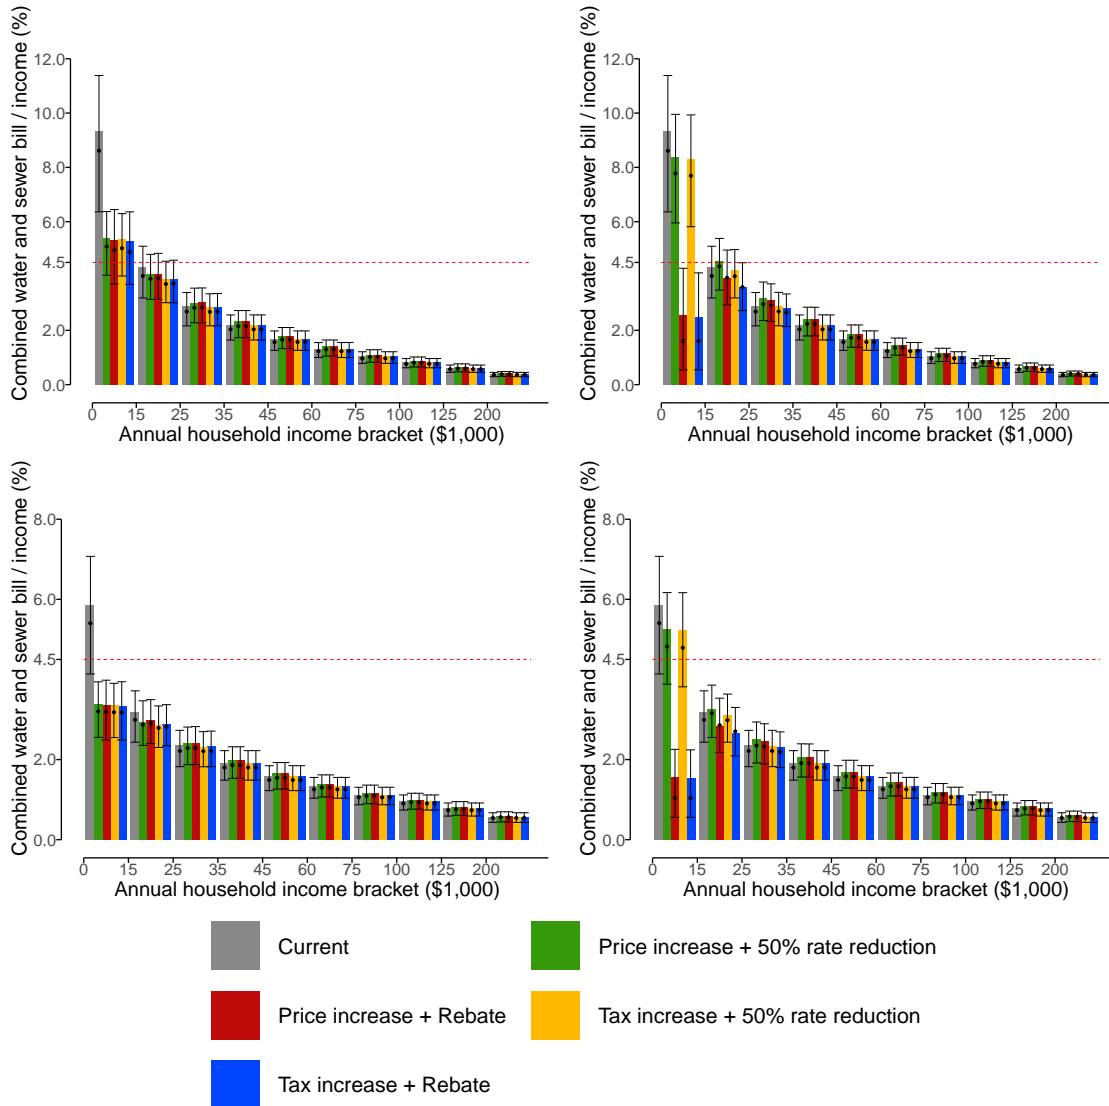 Combined water and sewer bill / income (%)
12.0
10.0
8.0
6.0
4.5
2.0
0.0
0 15 25 35 45 60 75 100 125 200
Annual household income bracket ($1,000)
Combined water and sewer bill / income (%)
12.0
10.0
8.0
6.0
4.5
2.0
0.0
0 15 25 35 45 60 75 100 125 200
Annual household income bracket ($1,000)
Combined water and sewer bill / income (%)
8.0
6.0
4.5
2.0
0.0
0 15 25 35 45 60 75 100 125 200
Annual household income bracket ($1,000)
Combined water and sewer bill / income (%)
8.0
6.0
4.5
2.0
0.0
0 15 25 35 45 60 75 100 125 200
Annual household income bracket ($1,000)
Current
Price increase + 50% rate reduction
Price increase + Rebate
Tax increase + 50% rate reduction
Tax increase + Rebate